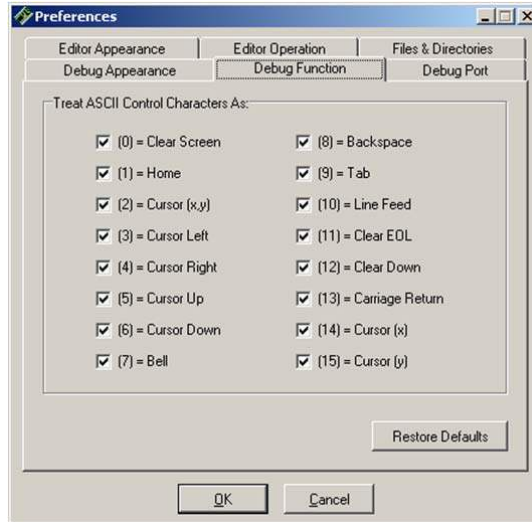 Preferences
Editor Appearance Editor Operation Files & Directories
Debug Appearance Debug Function Debug Port
Treat ASCII Control Characters As:
(0) = Clear Screen
(1) = Home
(2) = Cursor (x,y)
(3) = Cursor Left
(4) = Cursor Right
(5) = Cursor Up
(6) = Cursor Down
(7) = Bell
(8) = Backspace
(9) = Tab
(10) = Line Feed
(11) = Clear EOL
(12) = Clear Down
(13) = Carriage Return
(14) = Cursor (x)
(15) = Cursor (y)
Restore Defaults
OK Cancel